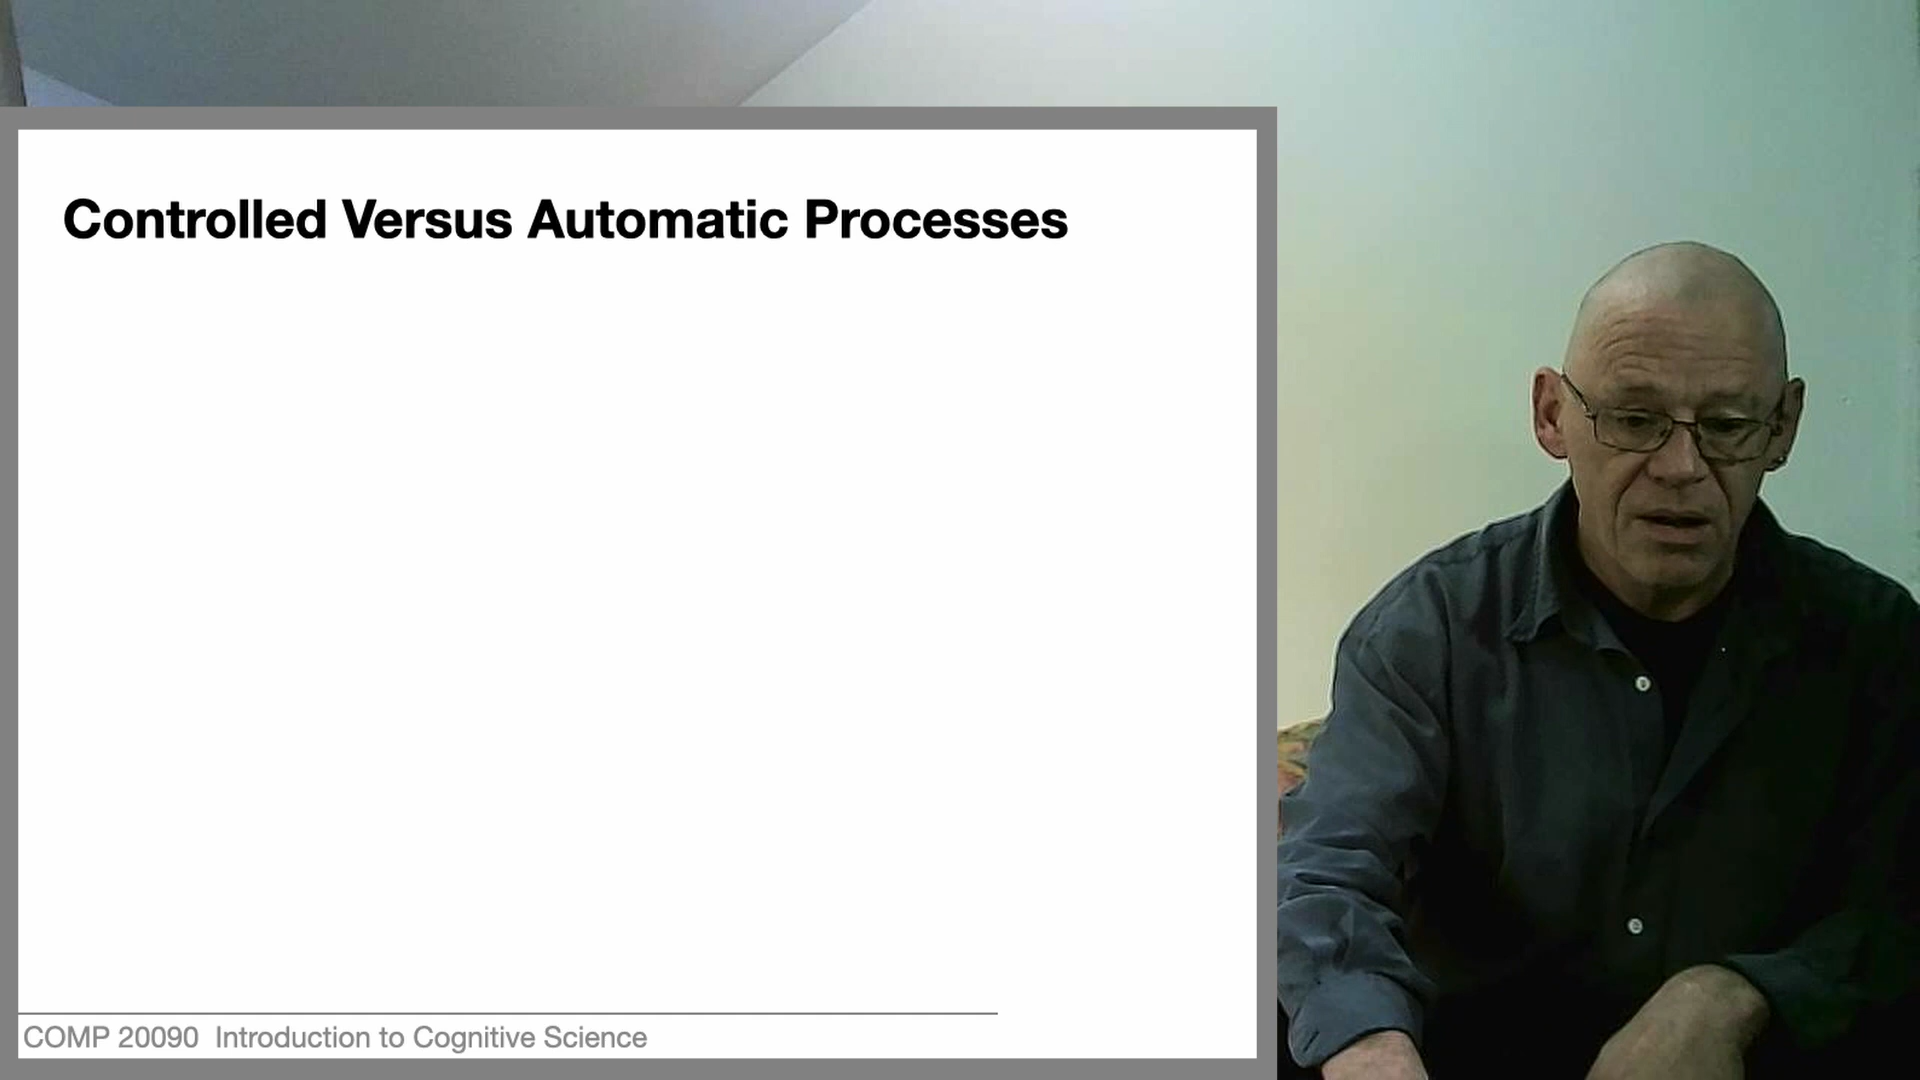 Controlled Versus Automatic Processes
COMP 20090 Introduction to Cognitive Science